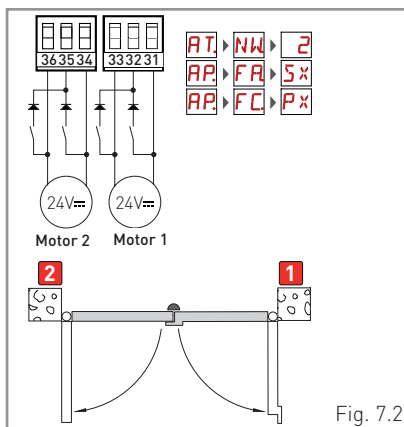 36 35 34 33 32 31
AT. NW. 2
AP. FA. SX
AP. FC. PX
24V 24V
Motor 2 Motor 1
2 1
Fig. 7.2